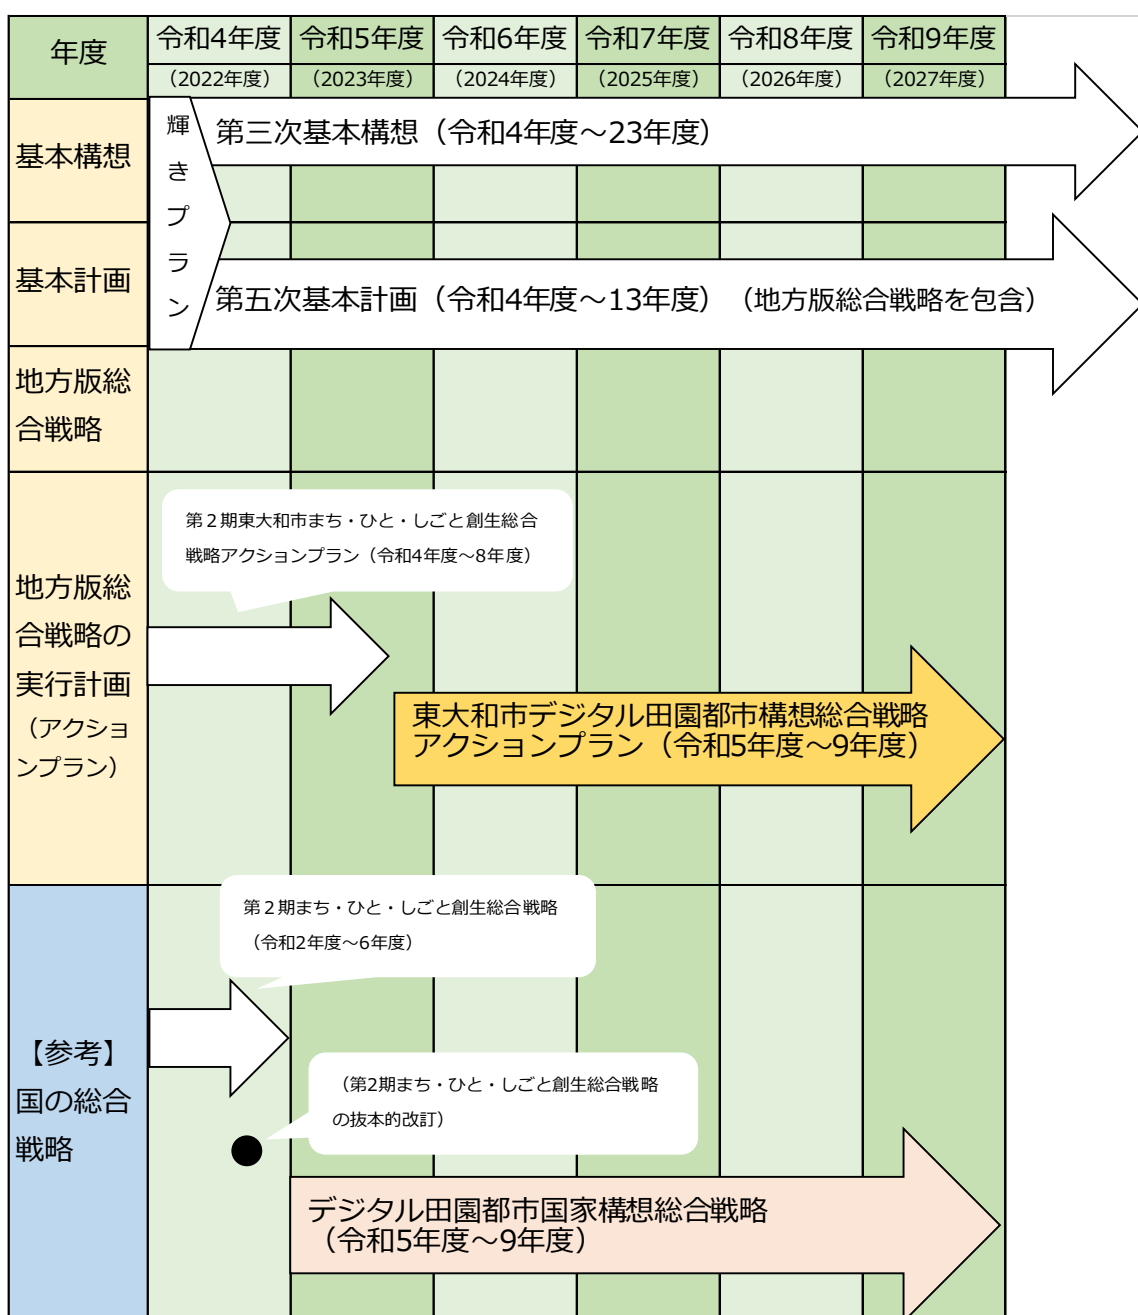 年度
令和4年度
令和5年度
令和6年度
令和7年度
令和8年度
令和9年度
（2022年度）
（2023年度）
（2024年度）
（2025年度）
（2026年度）
（2027年度）
基本構想
輝きプラン
第三次基本構想（令和4年度～23年度）
基本計画
第五次基本計画（令和4年度～13年度）（地方版総合戦略を包含）
地方版総
合戦略
地方版総
合戦略の
実行計画
（アクショ
ンプラン）
第２期東大和市まち・ひと・しごと創生総合
戦略アクションプラン（令和4年度～8年度）
東大和市デジタル田園都市構想総合戦略
アクションプラン（令和5年度～9年度）
【参考】
国の総合
戦略
第２期まち・ひと・しごと創生総合戦略
（令和2年度～6年度）
（第2期まち・ひと・しごと創生総合戦略
の抜本的改訂）
デジタル田園都市国家構想総合戦略
（令和5年度～9年度）